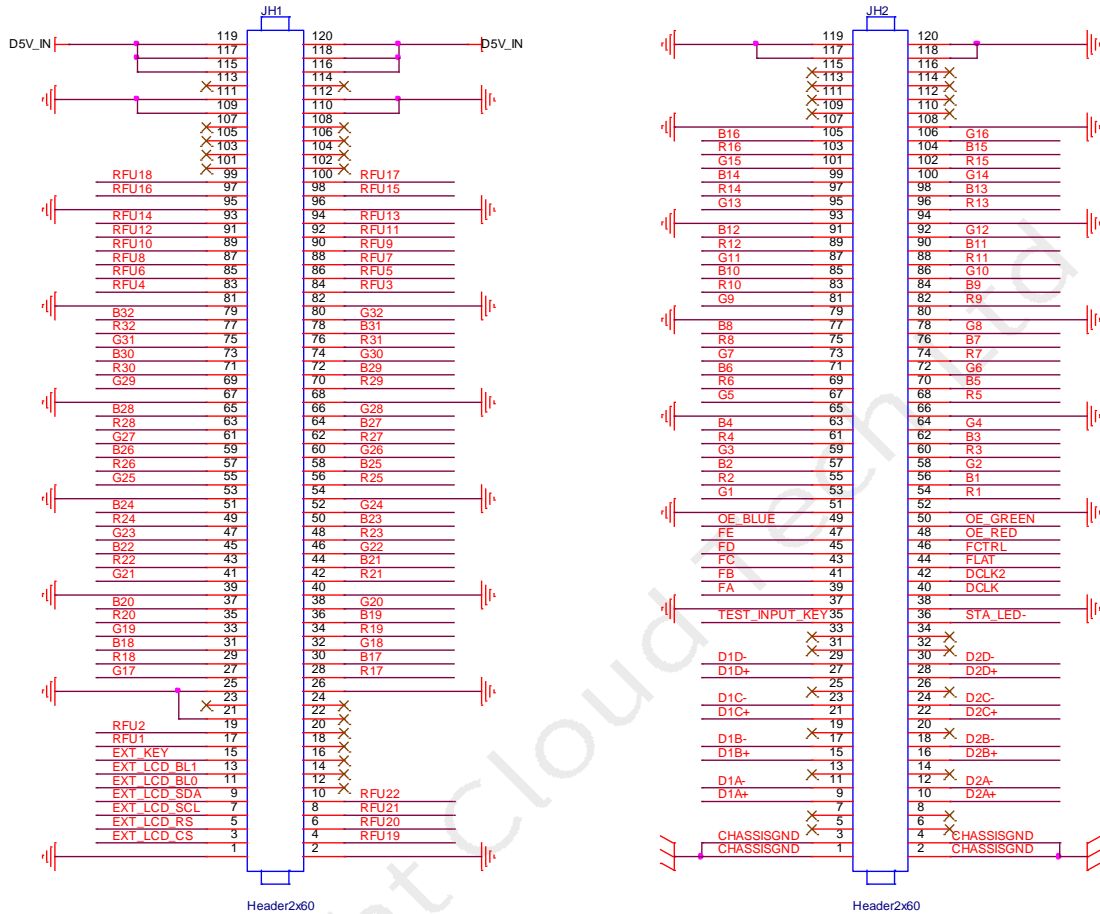 JH1
119 120
D5V_IN D5V_IN
117 118
115 116
113 114
111 112
109 110
107 108
105 106
103 104
101 102
RFU18 99 100 RFU17
RFU16 97 98 RFU15
95 96
RFU14 93 94 RFU13
RFU12 91 92 RFU11
RFU10 89 90 RFU9
RFU8 87 88 RFU7
RFU6 85 86 RFU5
RFU4 83 84 RFU3
81 82
B32 79 80 G32
R32 77 78 B31
G31 75 76 R31
B30 73 74 G30
R30 71 72 B29
G29 69 70 R29
67 68
B28 65 66 G28
R28 63 64 B27
G27 61 62 R27
B26 59 60 G26
R26 57 58 B25
G25 55 56 R25
53 54
B24 51 52 G24
R24 49 50 B23
G23 47 48 R23
B22 45 46 G22
R22 43 44 B21
G21 41 42 R21
39 40
B20 37 38 G20
R20 35 36 B19
G19 33 34 R19
B18 31 32 G18
R18 29 30 B17
G17 27 28 R17
25 26
23 24
21 22
RFU2 19 20
RFU1 17 18
EXT_KEY 15 16
EXT_LCD_BL1 13 14
EXT_LCD_BL0 11 12
EXT_LCD_SDA 9 10 RFU22
EXT_LCD_SCL 7 8 RFU21
EXT_LCD_RS 5 6 RFU20
EXT_LCD_CS 3 4 RFU19
1 2
Header2x60
JH2
119 120
117 118
115 116
113 114
111 112
109 110
107 108
B16 105 106 G16
R16 103 104 B15
G15 101 102 R15
B14 99 100 G14
R14 97 98 B13
G13 95 96 R13
93 94
B12 91 92 G12
R12 89 90 B11
G11 87 88 R11
B10 85 86 G10
R10 83 84 B9
G9 81 82 R9
79 80
B8 77 78 G8
R8 75 76 B7
G7 73 74 R7
B6 71 72 G6
R6 69 70 B5
G5 67 68 R5
65 66
B4 63 64 G4
R4 61 62 B3
G3 59 60 R3
B2 57 58 G2
R2 55 56 B1
G1 53 54 R1
51 52
OE_BLUE 49 50 OE_GREEN
FE 47 48 OE_RED
FD 45 46 FCTRL
FC 43 44 FLAT
FB 41 42 DCLK2
FA 39 40 DCLK
37 38
TEST_INPUT_KEY 35 36 STA_LED-
33 34
31 32
D1D- 29 30 D2D-
D1D+ 27 28 D2D+
25 26
D1C- 23 24 D2C-
D1C+ 21 22 D2C+
19 20
D1B- 17 18 D2B-
D1B+ 15 16 D2B+
13 14
D1A- 11 12 D2A-
D1A+ 9 10 D2A+
7 8
5 6
CHASSISGND 3 4 CHASSISGND
CHASSISGND 1 2 CHASSISGND
Header2x60
Cloud Tech Ltd